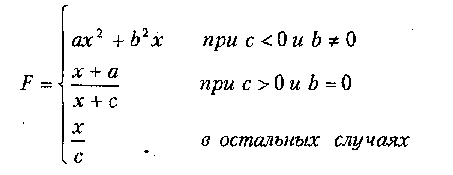 ax² + b²x при c < 0 и b ≠ 0
F = { (x + a)/(x + c) при c > 0 и b = 0
x/c в остальных случаях